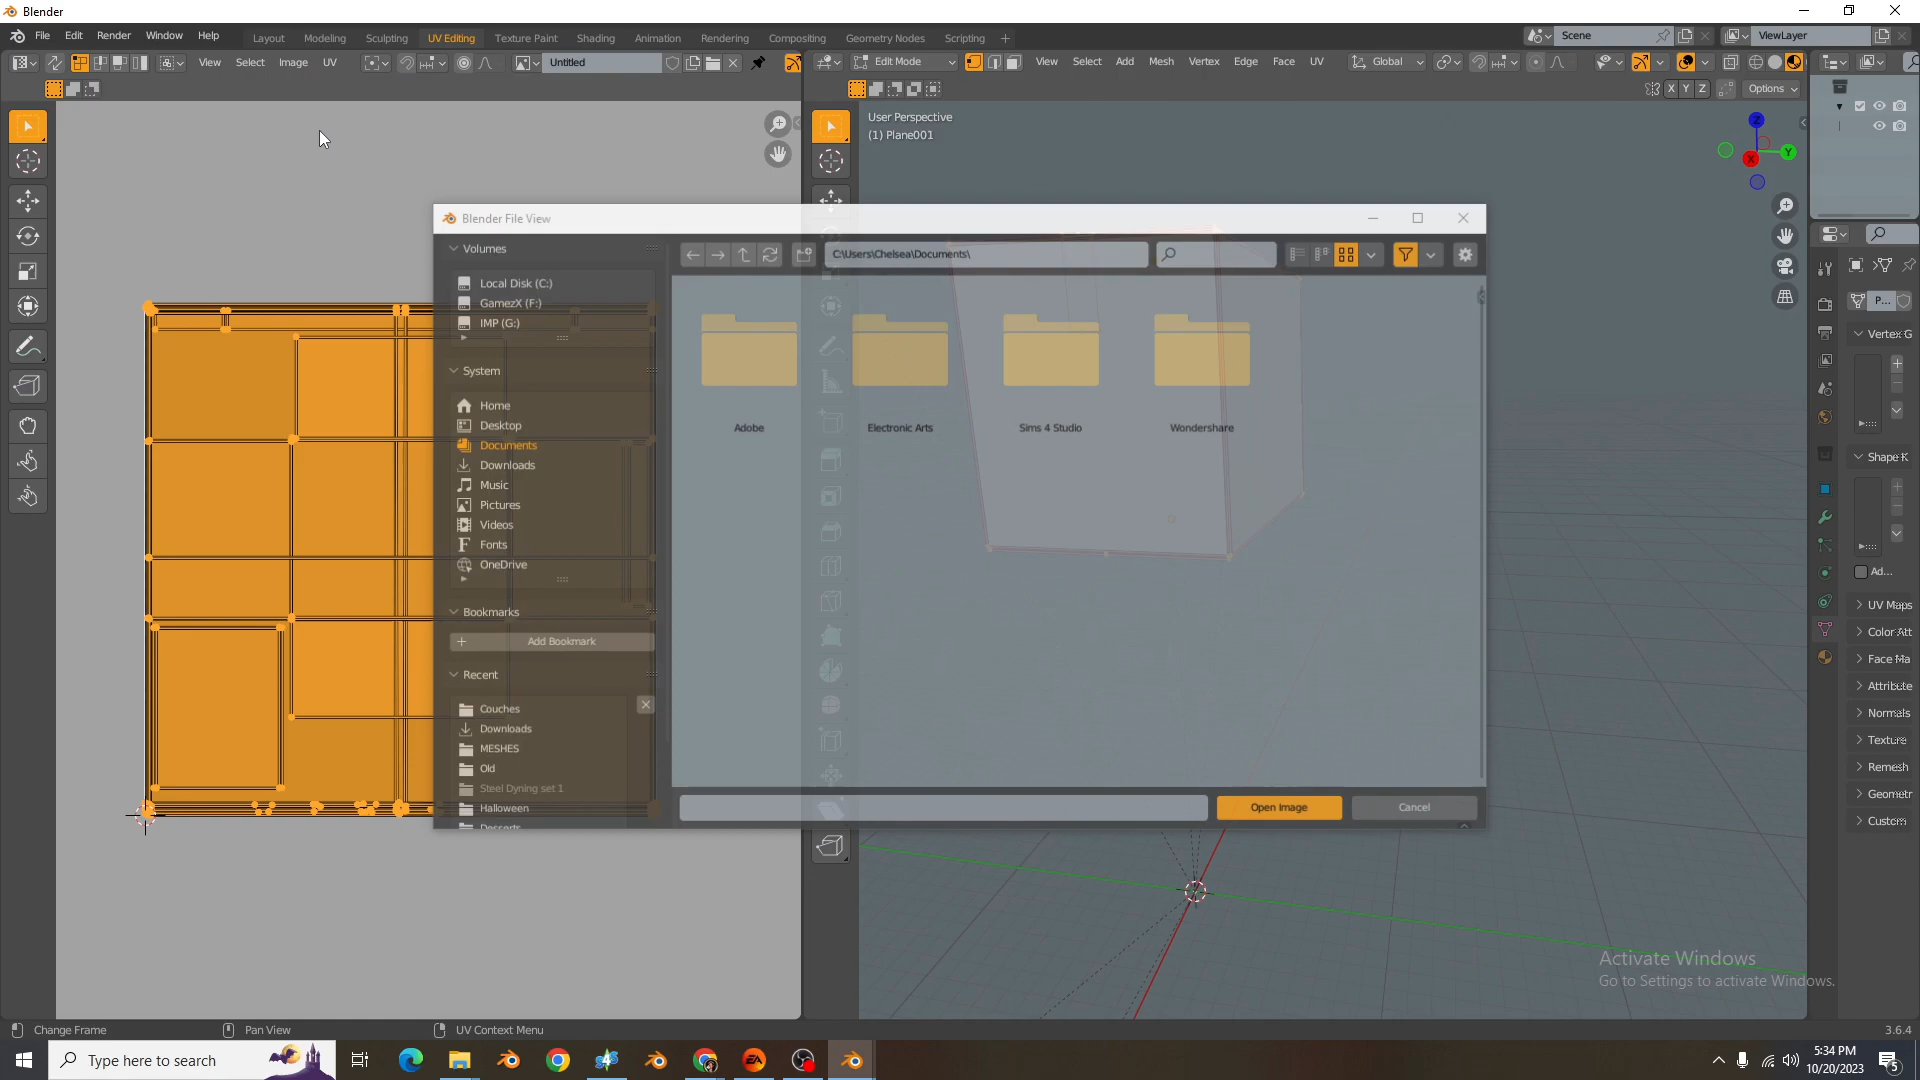 Blender
File Edit Render Window Help
Layout Modeling Sculpting UV Editing Texture Paint Shading Animation Rendering Compositing Geometry Nodes Scripting
Scene
ViewLayer
View Select Image UV
Untitled
Edit Mode
View Select Add Mesh Vertex Edge Face UV
Global
X Y Z
Options
User Perspective
(1) Plane001
Z
Y
X
Blender File View
Volumes
Local Disk (C:)
GamezX (F:)
IMP (G:)
System
Home
Desktop
Documents
Downloads
Music
Pictures
Videos
Fonts
OneDrive
Bookmarks
Add Bookmark
Recent
Couches
Downloads
MESHES
Old
Steel Dyning set 1
Halloween
Desserts
C:\Users\Chelsea\Documents\
Adobe
Electronic Arts
Sims 4 Studio
Wondershare
Open Image
Cancel
P...
Vertex G
Shape K
Ad...
UV Maps
Color Att
Face Ma
Attribute
Normals
Texture
Remesh
Geometr
Custom
Activate Windows
Go to Settings to activate Windows.
Change Frame
Pan View
UV Context Menu
3.6.4
Type here to search
5:34 PM
10/20/2023
5